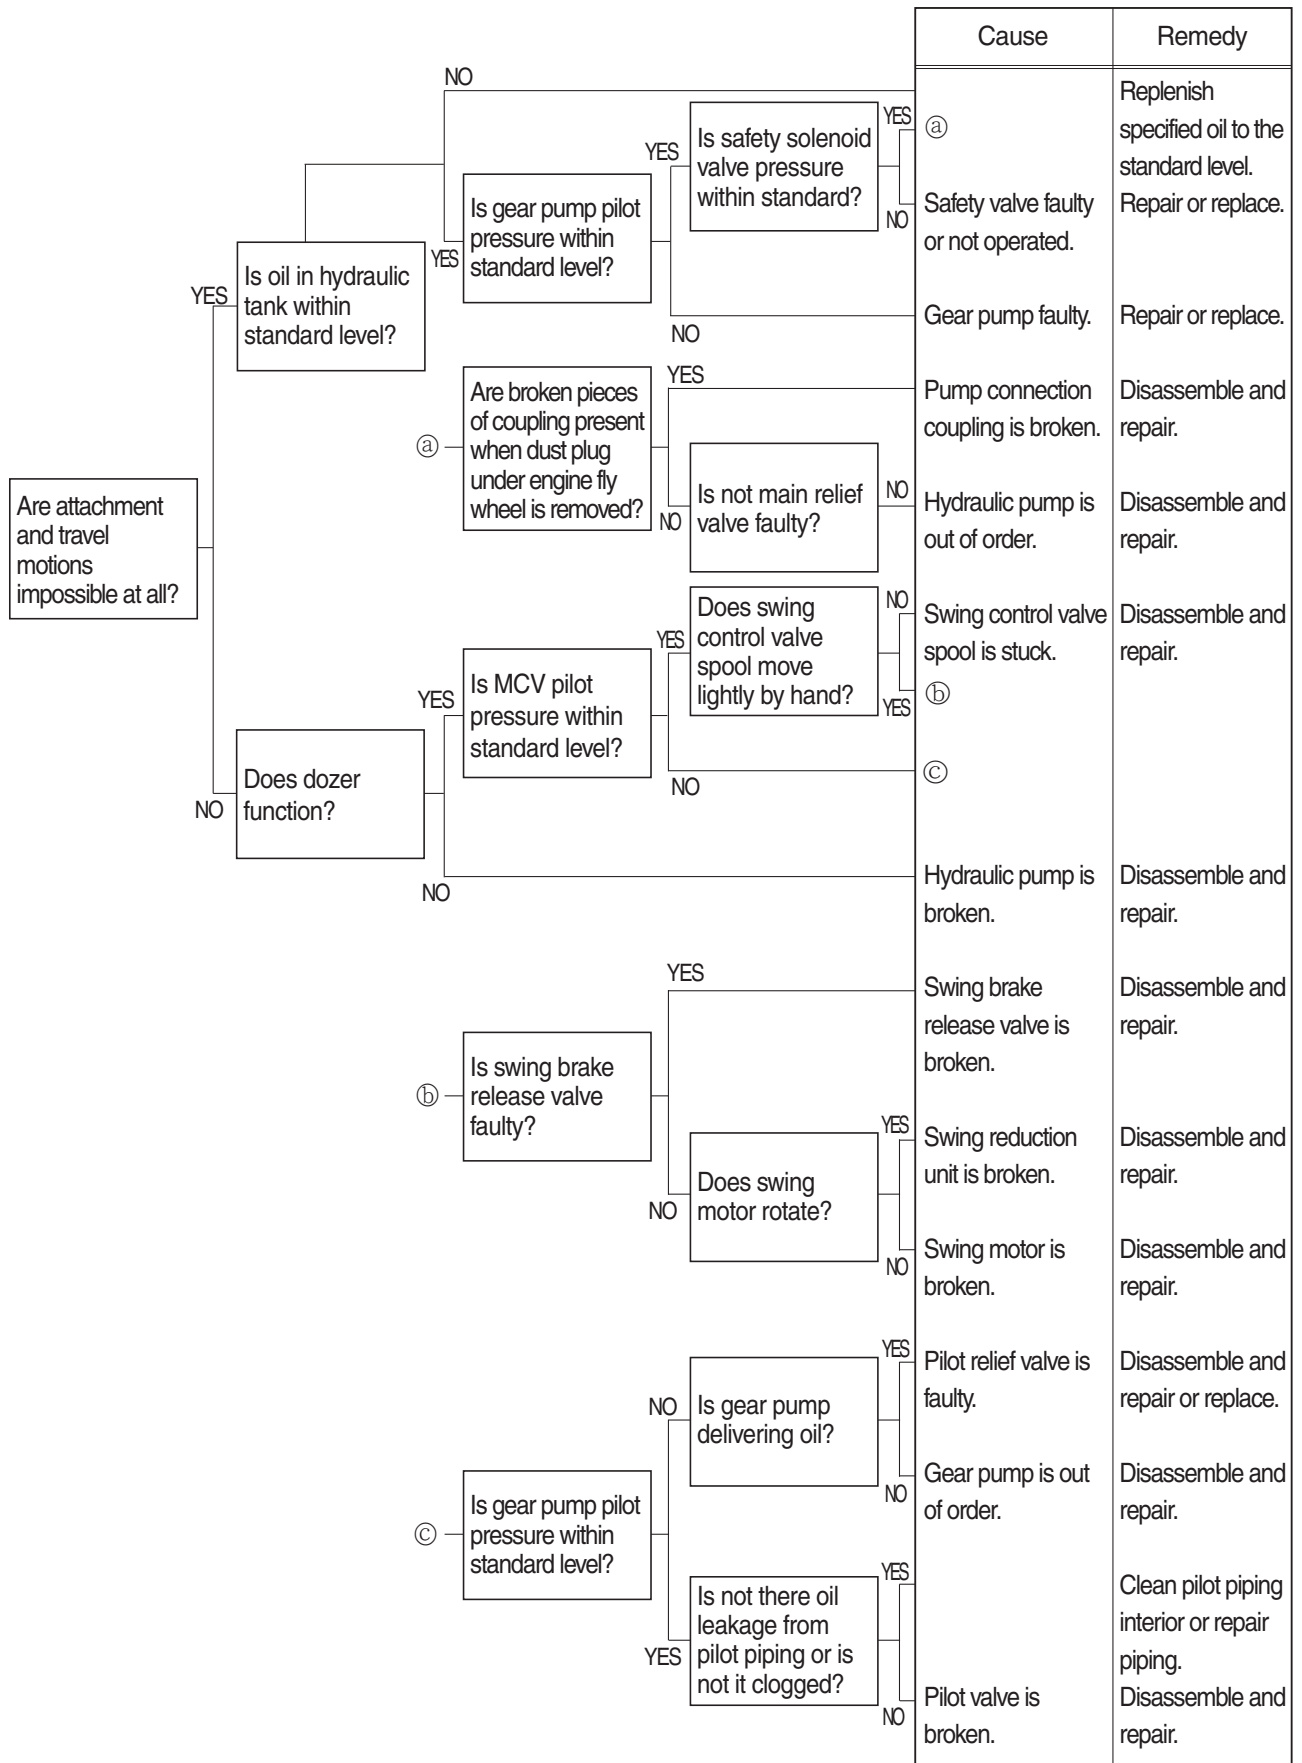 Cause
Remedy
NO
Replenish
specified oil to the
standard level.
YES
Is safety solenoid
valve pressure
within standard?
YES
ⓐ
NO
Safety valve faulty
or not operated.
Repair or replace.
Is gear pump pilot
pressure within
standard level?
YES
YES
Is oil in hydraulic
tank within
standard level?
NO
Gear pump faulty.
Repair or replace.
ⓐ
Are broken pieces
of coupling present
when dust plug
under engine fly
wheel is removed?
YES
Pump connection
coupling is broken.
Disassemble and
repair.
NO
Is not main relief
valve faulty?
NO
Hydraulic pump is
out of order.
Disassemble and
repair.
Are attachment
and travel
motions
impossible at all?
Does swing
control valve
spool move
lightly by hand?
NO
Swing control valve
spool is stuck.
Disassemble and
repair.
YES
YES
ⓑ
YES
Is MCV pilot
pressure within
standard level?
NO
ⓒ
NO
Does dozer
function?
NO
Hydraulic pump is
broken.
Disassemble and
repair.
YES
Swing brake
release valve is
broken.
Disassemble and
repair.
ⓑ
Is swing brake
release valve
faulty?
NO
Does swing
motor rotate?
YES
Swing reduction
unit is broken.
Disassemble and
repair.
NO
Swing motor is
broken.
Disassemble and
repair.
NO
Is gear pump
delivering oil?
YES
Pilot relief valve is
faulty.
Disassemble and
repair or replace.
NO
Gear pump is out
of order.
Disassemble and
repair.
ⓒ
Is gear pump pilot
pressure within
standard level?
YES
Is not there oil
leakage from
pilot piping or is
not it clogged?
YES
Clean pilot piping
interior or repair
piping.
NO
Pilot valve is
broken.
Disassemble and
repair.